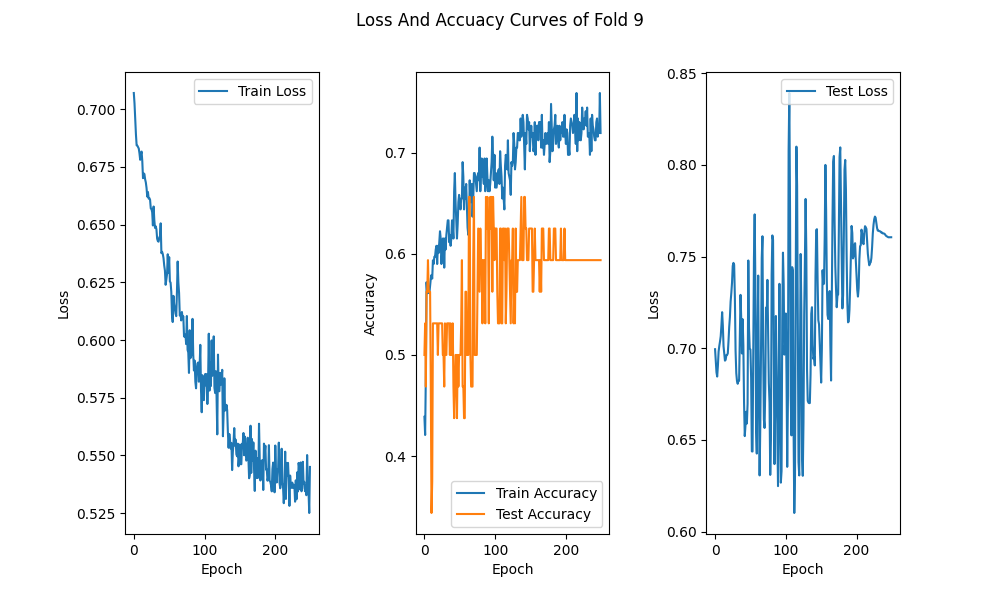 Loss And Accuacy Curves of Fold 9
Train Loss
0.700
0.675
0.650
0.625
0.600
0.575
0.550
0.525
Loss
0
100
200
Epoch
0.7
0.6
0.5
0.4
Accuracy
Train Accuracy
Test Accuracy
0
100
200
Epoch
Test Loss
0.85
0.80
0.75
0.70
0.65
0.60
Loss
0
100
200
Epoch